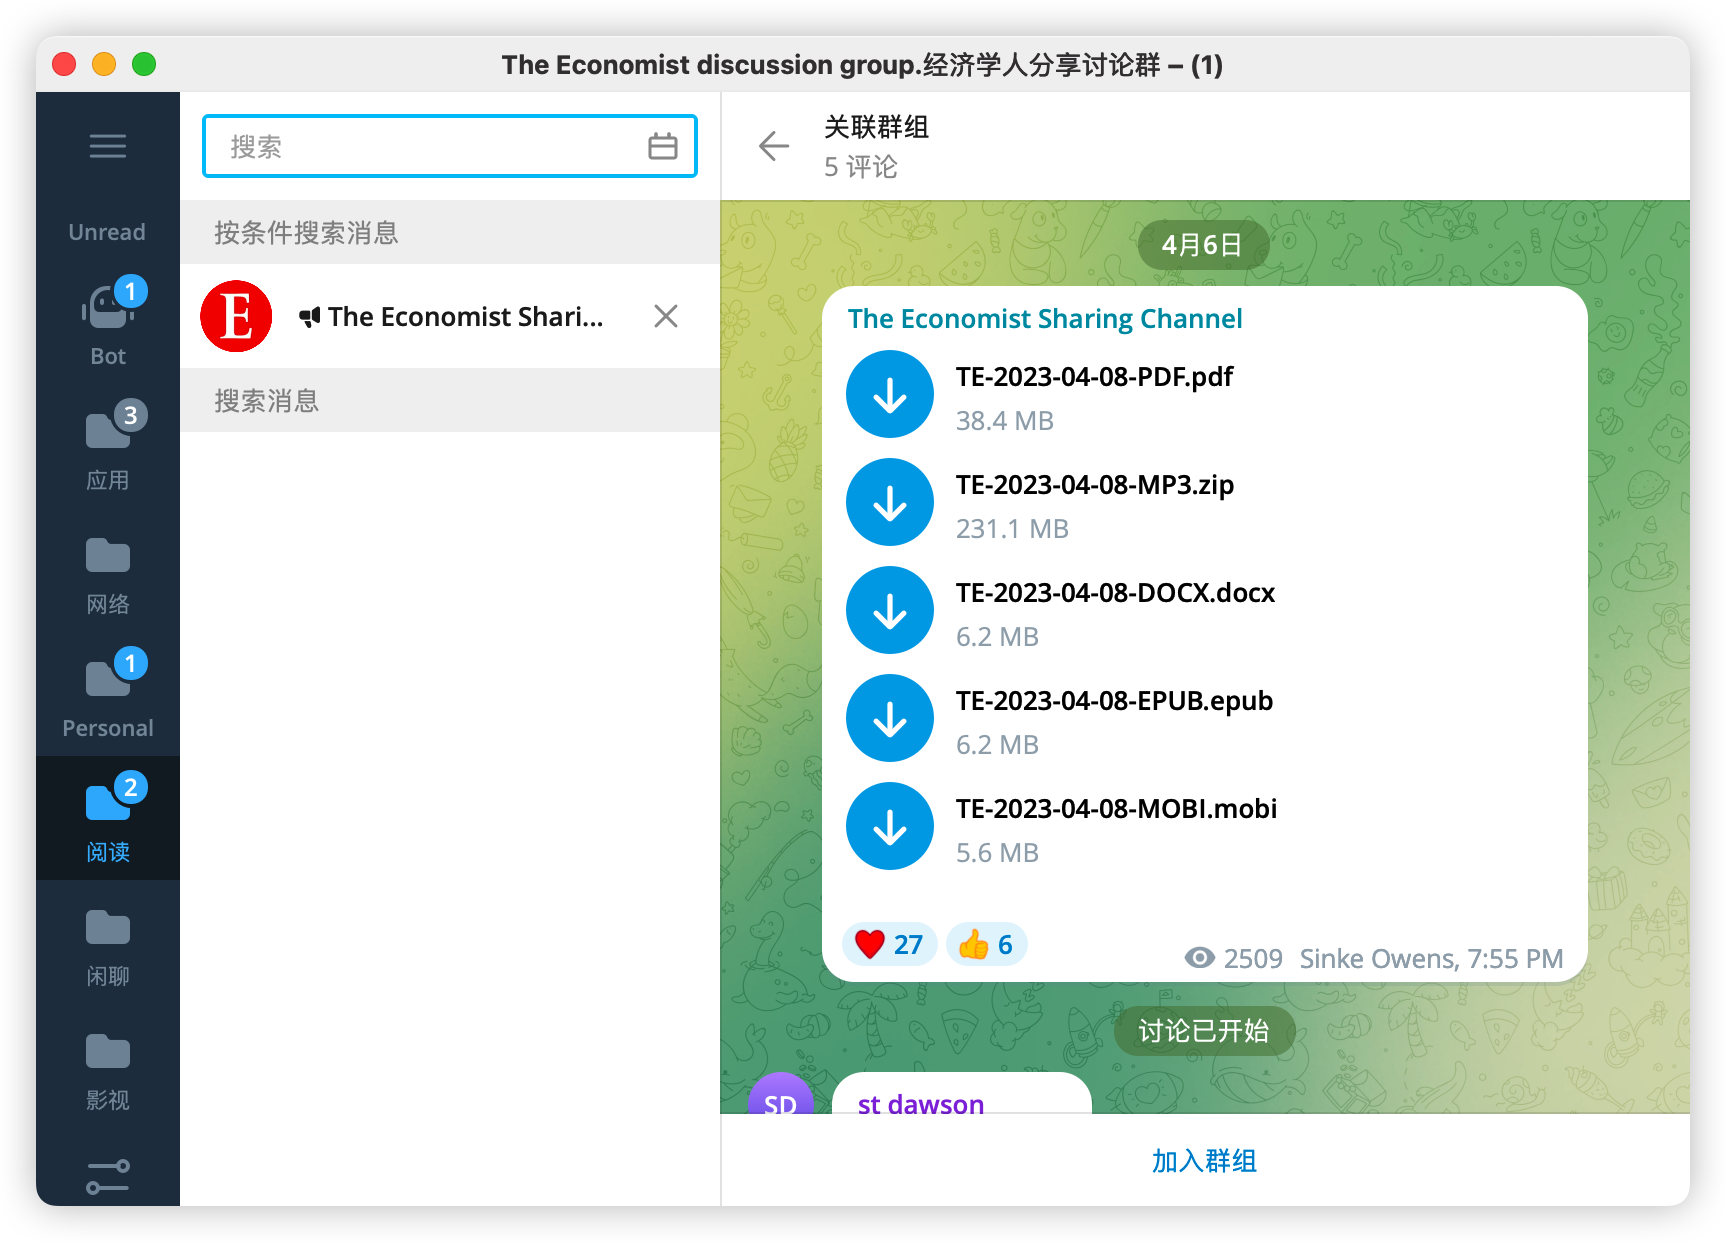 The Economist discussion group.经济学人分享讨论群 – (1)
Unread
1
Bot
3
应用
网络
1
Personal
2
阅读
闲聊
影视
搜索
按条件搜索消息
E
The Economist Shari...
搜索消息
关联群组
5 评论
4月6日
The Economist Sharing Channel
TE-2023-04-08-PDF.pdf
38.4 MB
TE-2023-04-08-MP3.zip
231.1 MB
TE-2023-04-08-DOCX.docx
6.2 MB
TE-2023-04-08-EPUB.epub
6.2 MB
TE-2023-04-08-MOBI.mobi
5.6 MB
27 6 2509 Sinke Owens, 7:55 PM
讨论已开始
SD st dawson
加入群组